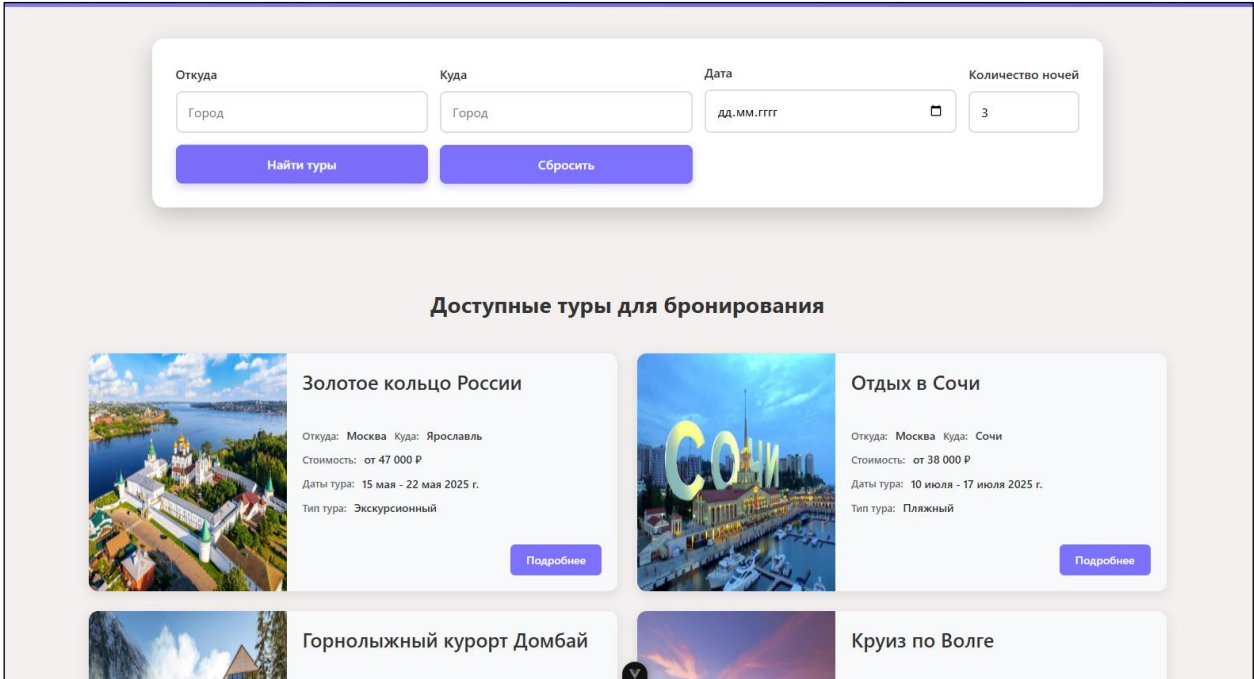 Откуда Куда Дата Количество ночей
Город Город дд.мм.гггг 3
Найти туры Сбросить
Доступные туры для бронирования
Золотое кольцо России
Откуда: Москва Куда: Ярославль
Стоимость: от 47 000 ₽
Даты тура: 15 мая - 22 мая 2025 г.
Тип тура: Экскурсионный
Подробнее
СОЧИ
Отдых в Сочи
Откуда: Москва Куда: Сочи
Стоимость: от 38 000 ₽
Даты тура: 10 июля - 17 июля 2025 г.
Тип тура: Пляжный
Подробнее
Горнолыжный курорт Домбай
Круиз по Волге